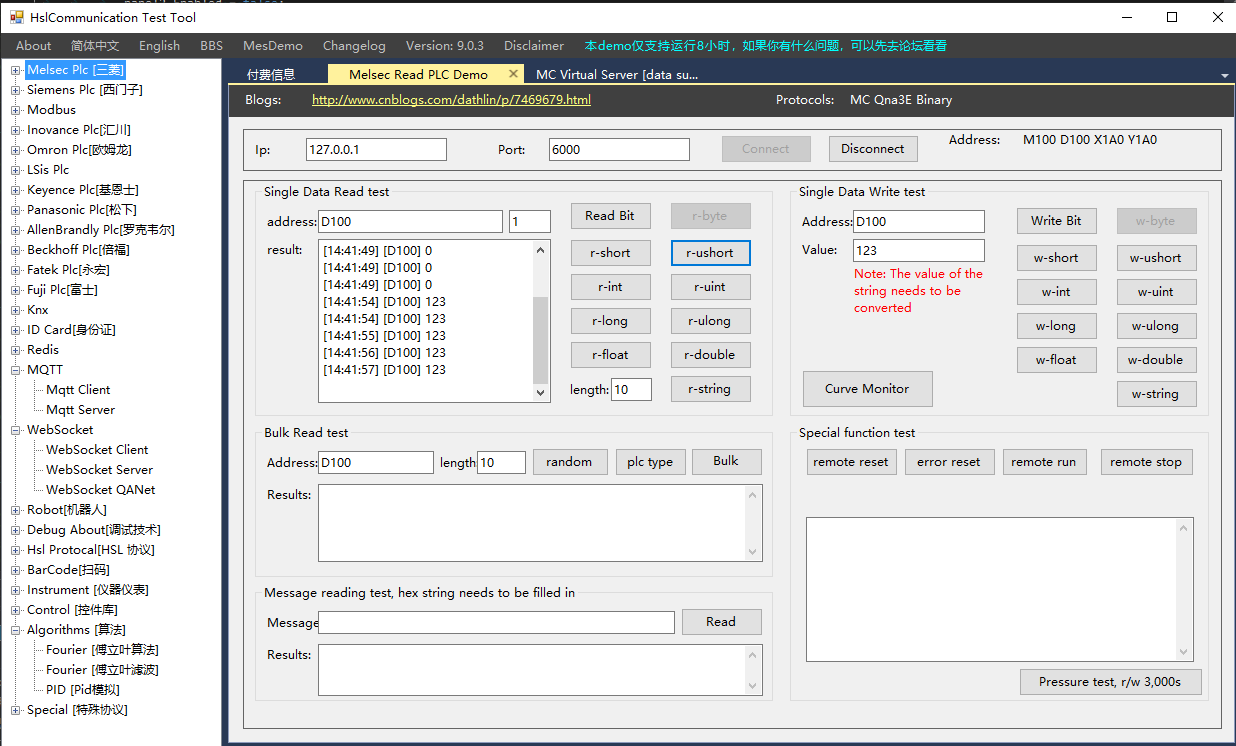 HslCommunication Test Tool
About 简体中文 English BBS MesDemo Changelog Version: 9.0.3 Disclaimer 本demo仅支持运行8小时，如果你有什么问题，可以先去论坛看看
Melsec Plc [三菱]
Siemens Plc [西门子]
Modbus
Inovance Plc[汇川]
Omron Plc[欧姆龙]
LSis Plc
Keyence Plc[基恩士]
Panasonic Plc[松下]
AllenBrandly Plc[罗克韦尔]
Beckhoff Plc[倍福]
Fatek Plc[永宏]
Fuji Plc[富士]
Knx
ID Card[身份证]
Redis
MQTT
Mqtt Client
Mqtt Server
WebSocket
WebSocket Client
WebSocket Server
WebSocket QANet
Robot[机器人]
Debug About[调试技术]
Hsl Protocal[HSL 协议]
BarCode[扫码]
Instrument [仪器仪表]
Control [控件库]
Algorithms [算法]
Fourier [傅立叶算法]
Fourier [傅立叶滤波]
PID [Pid模拟]
Special [特殊协议]
付费信息 Melsec Read PLC Demo MC Virtual Server [data su...
Blogs: http://www.cnblogs.com/dathlin/p/7469679.html Protocols: MC Qna3E Binary
Ip: 127.0.0.1 Port: 6000 Connect Disconnect Address: M100 D100 X1A0 Y1A0
Single Data Read test
address: D100 1 Read Bit r-byte
result:
[14:41:49] [D100] 0
[14:41:49] [D100] 0
[14:41:49] [D100] 0
[14:41:54] [D100] 123
[14:41:54] [D100] 123
[14:41:55] [D100] 123
[14:41:56] [D100] 123
[14:41:57] [D100] 123
r-short r-ushort
r-int r-uint
r-long r-ulong
r-float r-double
length: 10 r-string
Single Data Write test
Address: D100 Write Bit w-byte
Value: 123 w-short w-ushort
Note: The value of the
string needs to be
converted
w-int w-uint
w-long w-ulong
w-float w-double
Curve Monitor w-string
Bulk Read test
Address: D100 length 10 random plc type Bulk
Results:
Special function test
remote reset error reset remote run remote stop
Message reading test, hex string needs to be filled in
Message Read
Results:
Pressure test, r/w 3,000s